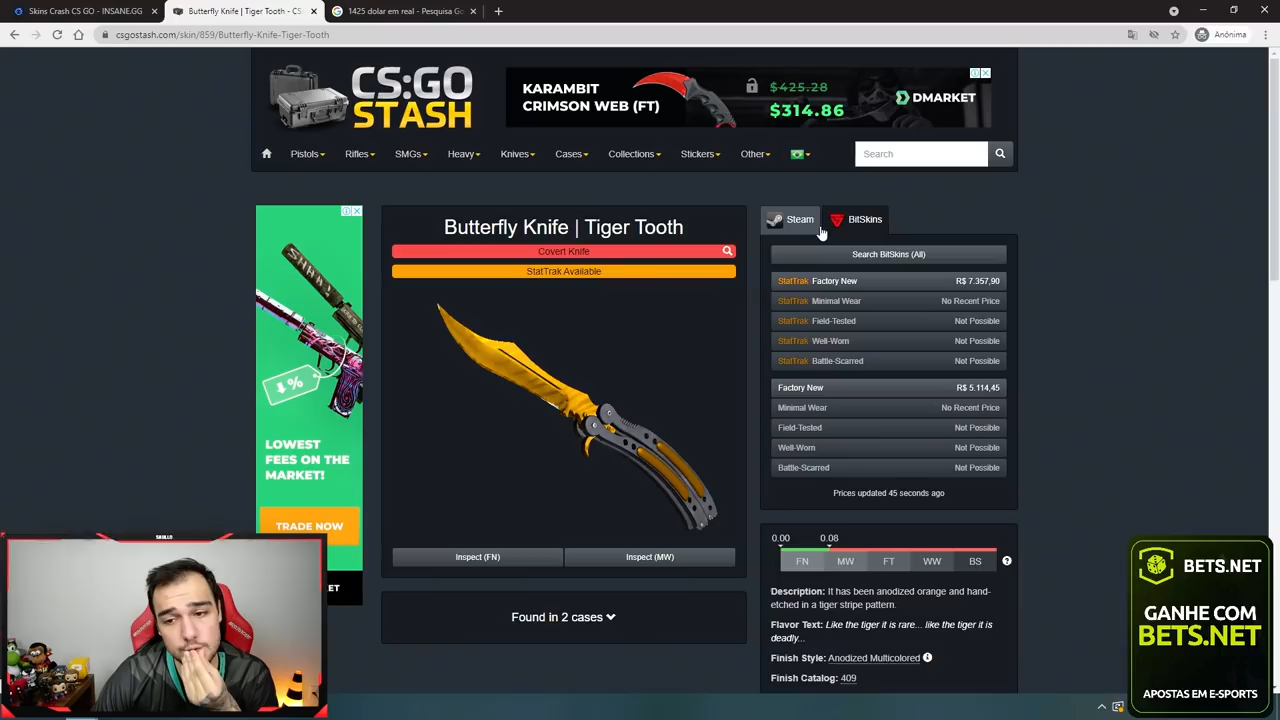 Skins Crash CS GO - INSANE.GG
Butterfly Knife | Tiger Tooth - CS
1425 dolar em real - Pesquisa Go
csgostash.com/skin/859/Butterfly-Knife-Tiger-Tooth
Anônima
CS:GO
STASH
KARAMBIT
CRIMSON WEB (FT)
$425.28
$314.86
DMARKET
Pistols
Rifles
SMGs
Heavy
Knives
Cases
Collections
Stickers
Other
Search
LOWEST
FEES ON THE
MARKET!
TRADE NOW
Butterfly Knife | Tiger Tooth
Covert Knife
StatTrak Available
Inspect (FN)
Inspect (MW)
Found in 2 cases
Steam
BitSkins
Search BitSkins (All)
StatTrak Factory New R$ 7.357,90
StatTrak Minimal Wear No Recent Price
StatTrak Field-Tested Not Possible
StatTrak Well-Worn Not Possible
StatTrak Battle-Scarred Not Possible
Factory New R$ 5.114,45
Minimal Wear No Recent Price
Field-Tested Not Possible
Well-Worn Not Possible
Battle-Scarred Not Possible
Prices updated 45 seconds ago
0.00 0.08
FN MW FT WW BS
Description: It has been anodized orange and hand-
etched in a tiger stripe pattern.
Flavor Text: Like the tiger it is rare... like the tiger it is
deadly...
Finish Style: Anodized Multicolored
Finish Catalog: 409
BETS.NET
GANHE COM
BETS.NET
APOSTAS EM E-SPORTS